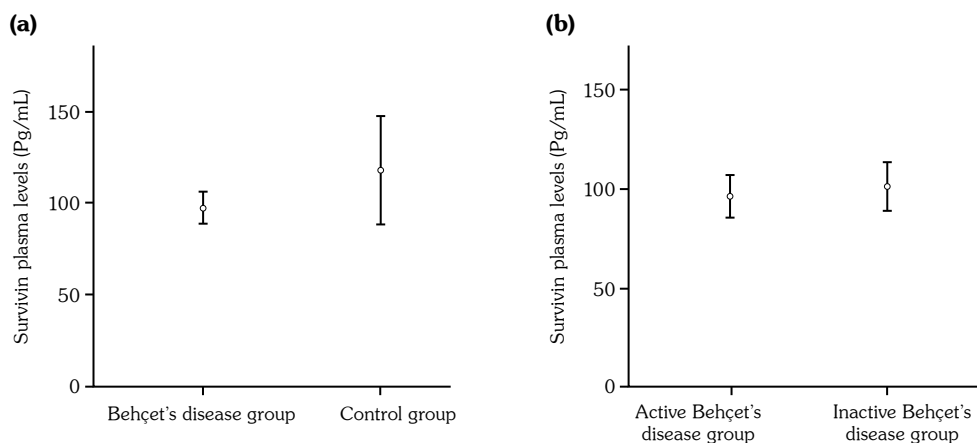 (a)
Survivin plasma levels (Pg/mL)
150
100
50
0
Behçet's disease group
Control group
(b)
Survivin plasma levels (Pg/mL)
150
100
50
0
Active Behçet's
disease group
Inactive Behçet's
disease group